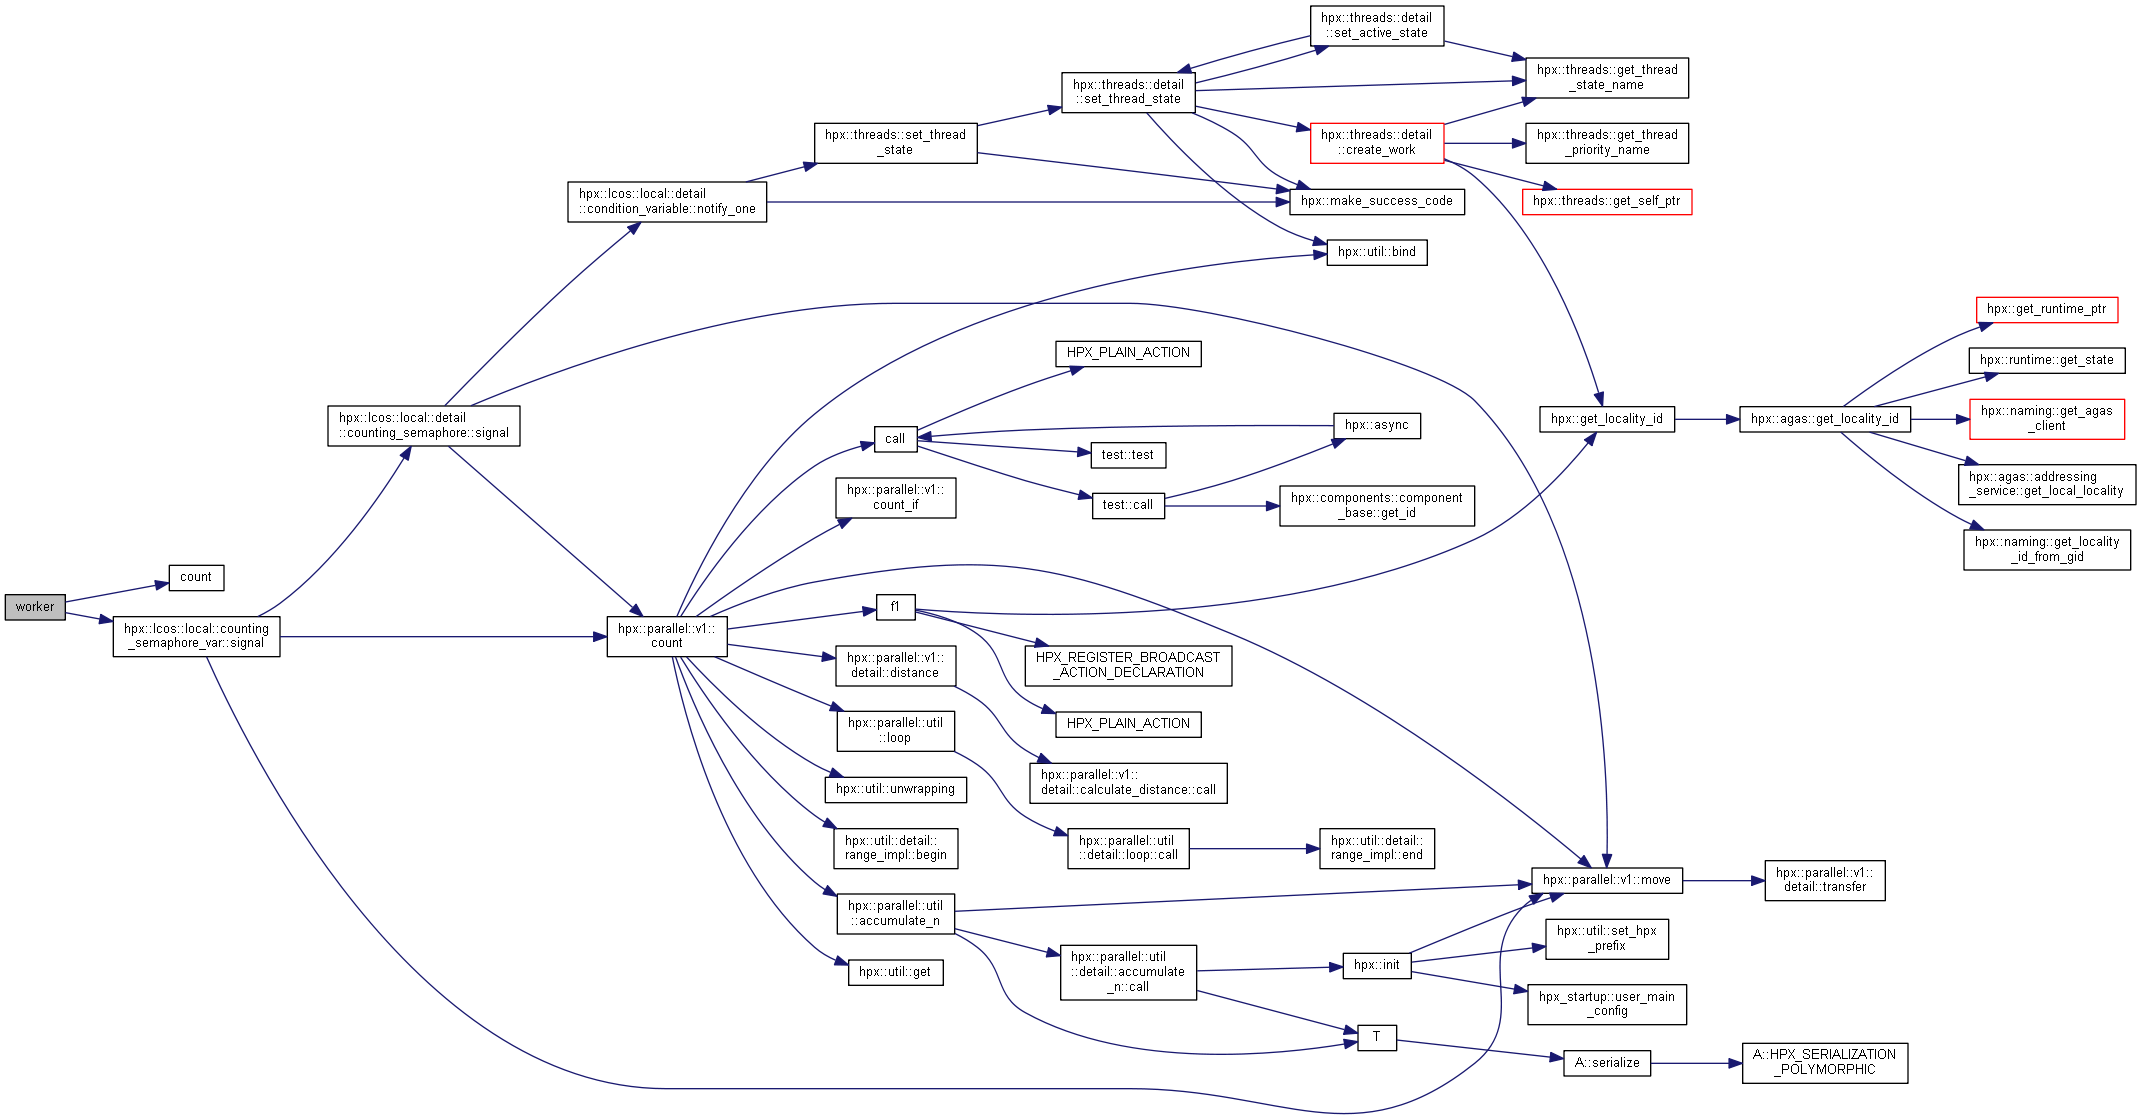 worker
count
hpx::lcos::local::counting
_semaphore_var::signal
hpx::lcos::local::detail
::counting_semaphore::signal
hpx::lcos::local::detail
::condition_variable::notify_one
hpx::threads::set_thread
_state
hpx::threads::detail
::set_thread_state
hpx::threads::detail
::set_active_state
hpx::threads::get_thread
_state_name
hpx::threads::detail
::create_work
hpx::threads::get_thread
_priority_name
hpx::threads::get_self_ptr
hpx::make_success_code
hpx::util::bind
hpx::get_locality_id
hpx::agas::get_locality_id
hpx::get_runtime_ptr
hpx::runtime::get_state
hpx::naming::get_agas
_client
hpx::agas::addressing
_service::get_local_locality
hpx::naming::get_locality
_id_from_gid
hpx::parallel::v1::
count
call
HPX_PLAIN_ACTION
test::test
test::call
hpx::async
hpx::components::component
_base::get_id
hpx::parallel::v1::
count_if
f1
HPX_REGISTER_BROADCAST
_ACTION_DECLARATION
HPX_PLAIN_ACTION
hpx::parallel::v1::
detail::distance
hpx::parallel::v1::
detail::calculate_distance::call
hpx::parallel::util
::loop
hpx::parallel::util
::detail::loop::call
hpx::util::detail::
range_impl::end
hpx::util::unwrapping
hpx::util::detail::
range_impl::begin
hpx::parallel::util
::accumulate_n
hpx::parallel::util
::detail::accumulate
_n::call
hpx::util::get
hpx::parallel::v1::move
hpx::parallel::v1::
detail::transfer
hpx::init
hpx::util::set_hpx
_prefix
hpx_startup::user_main
_config
T
A::serialize
A::HPX_SERIALIZATION
_POLYMORPHIC